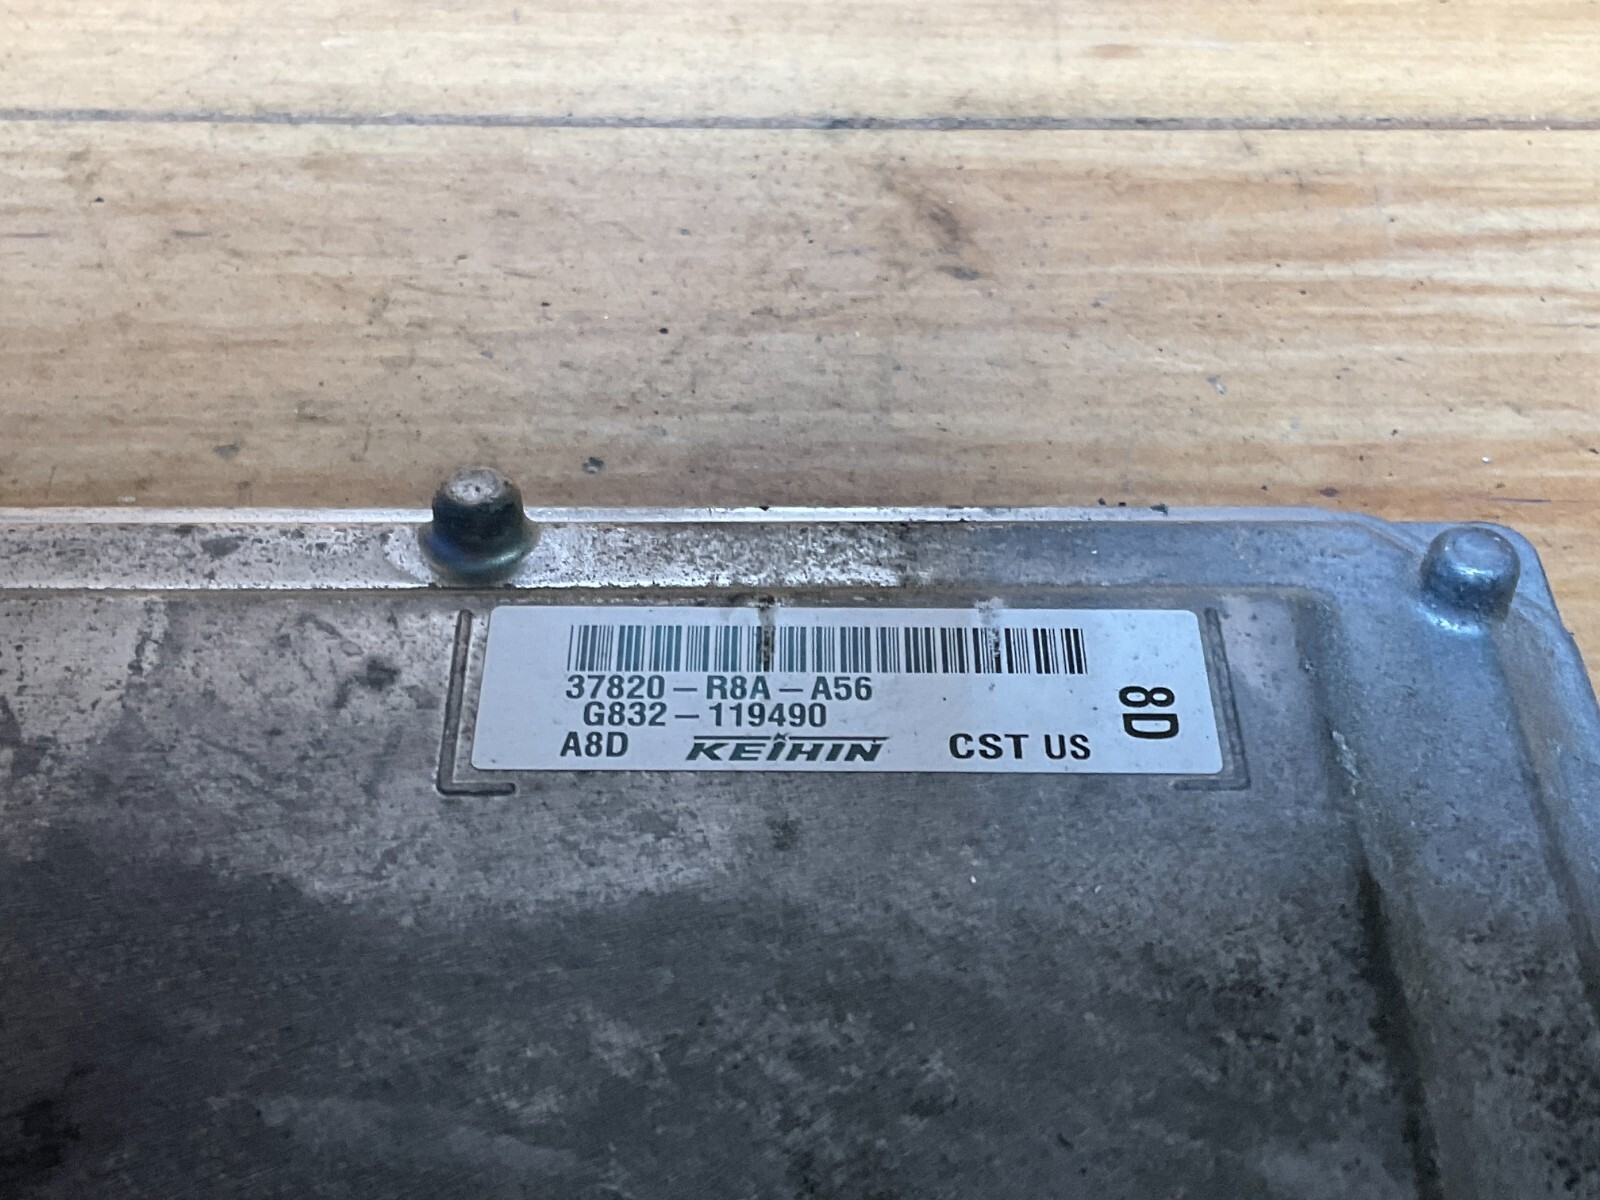 37820-R8A-A56
G832-119490
A8D KEIHIN CST US
8D